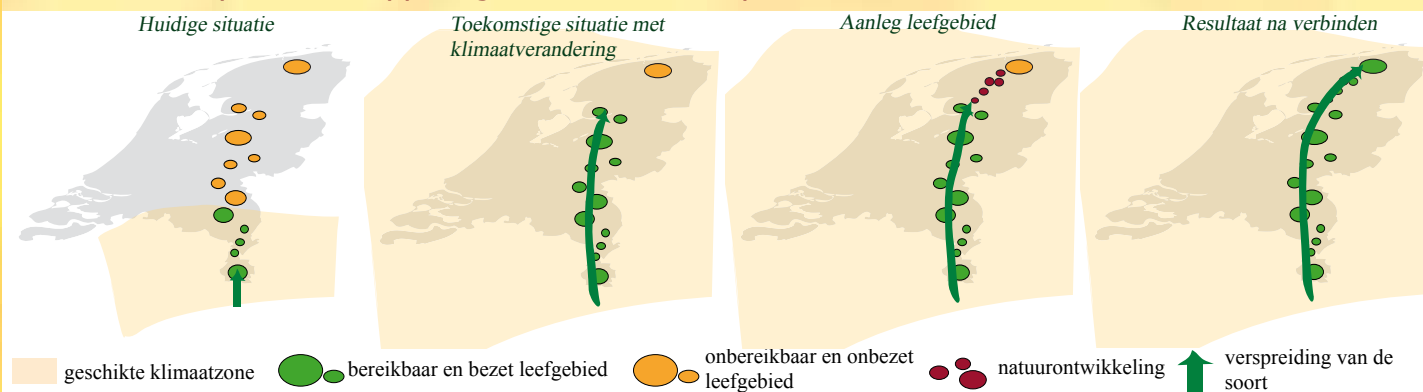 Huidige situatie
Toekomstige situatie met
klimaatverandering
Aanleg leefgebied
Resultaat na verbinden
geschikte klimaatzone
bereikbaar en bezet leefgebied
onbereikbaar en onbezet
leefgebied
natuurontwikkeling
verspreiding van de
soort